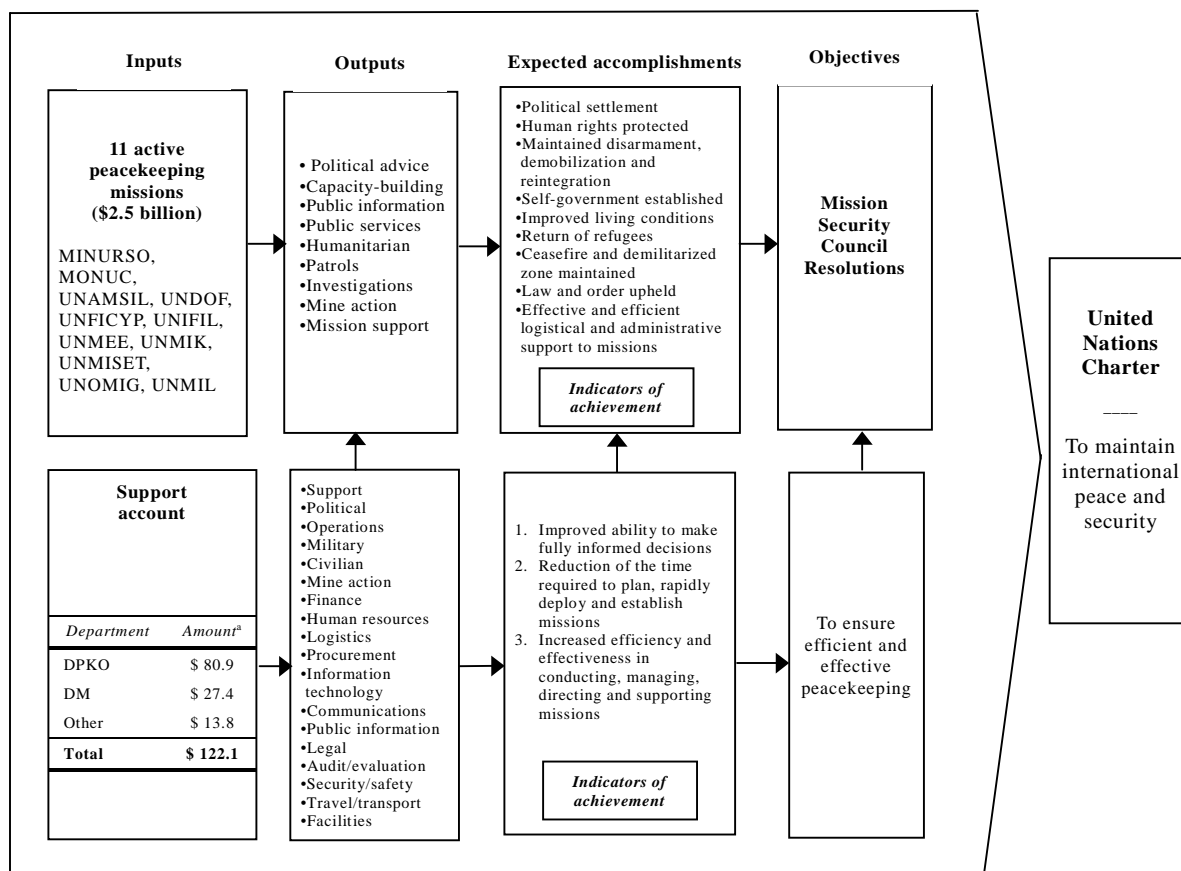 Inputs
Outputs
Expected accomplishments
Objectives
11 active
peacekeeping
missions
($2.5 billion)
MINURSO,
MONUC,
UNAMSIL, UNDOF,
UNFICYP, UNIFIL,
UNMEE, UNMIK,
UNMISET,
UNOMIG, UNMIL
• Political advice
•Capacity-building
•Public information
•Public services
•Humanitarian
•Patrols
•Investigations
•Mine action
•Mission support
•Political settlement
•Human rights protected
•Maintained disarmament,
demobilization and
reintegration
•Self-government established
•Improved living conditions
•Return of refugees
•Ceasefire and demilitarized
zone maintained
•Law and order upheld
•Effective and efficient
logistical and administrative
support to missions
Indicators of
achievement
Mission
Security
Council
Resolutions
United
Nations
Charter
____
To maintain
international
peace and
security
Support
account
Department Amountᵃ
DPKO $ 80.9
DM $ 27.4
Other $ 13.8
Total $ 122.1
•Support
•Political
•Operations
•Military
•Civilian
•Mine action
•Finance
•Human resources
•Logistics
•Procurement
•Information
technology
•Communications
•Public information
•Legal
•Audit/evaluation
•Security/safety
•Travel/transport
•Facilities
1. Improved ability to make
fully informed decisions
2. Reduction of the time
required to plan, rapidly
deploy and establish
missions
3. Increased efficiency and
effectiveness in
conducting, managing,
directing and supporting
missions
Indicators of
achievement
To ensure
efficient and
effective
peacekeeping